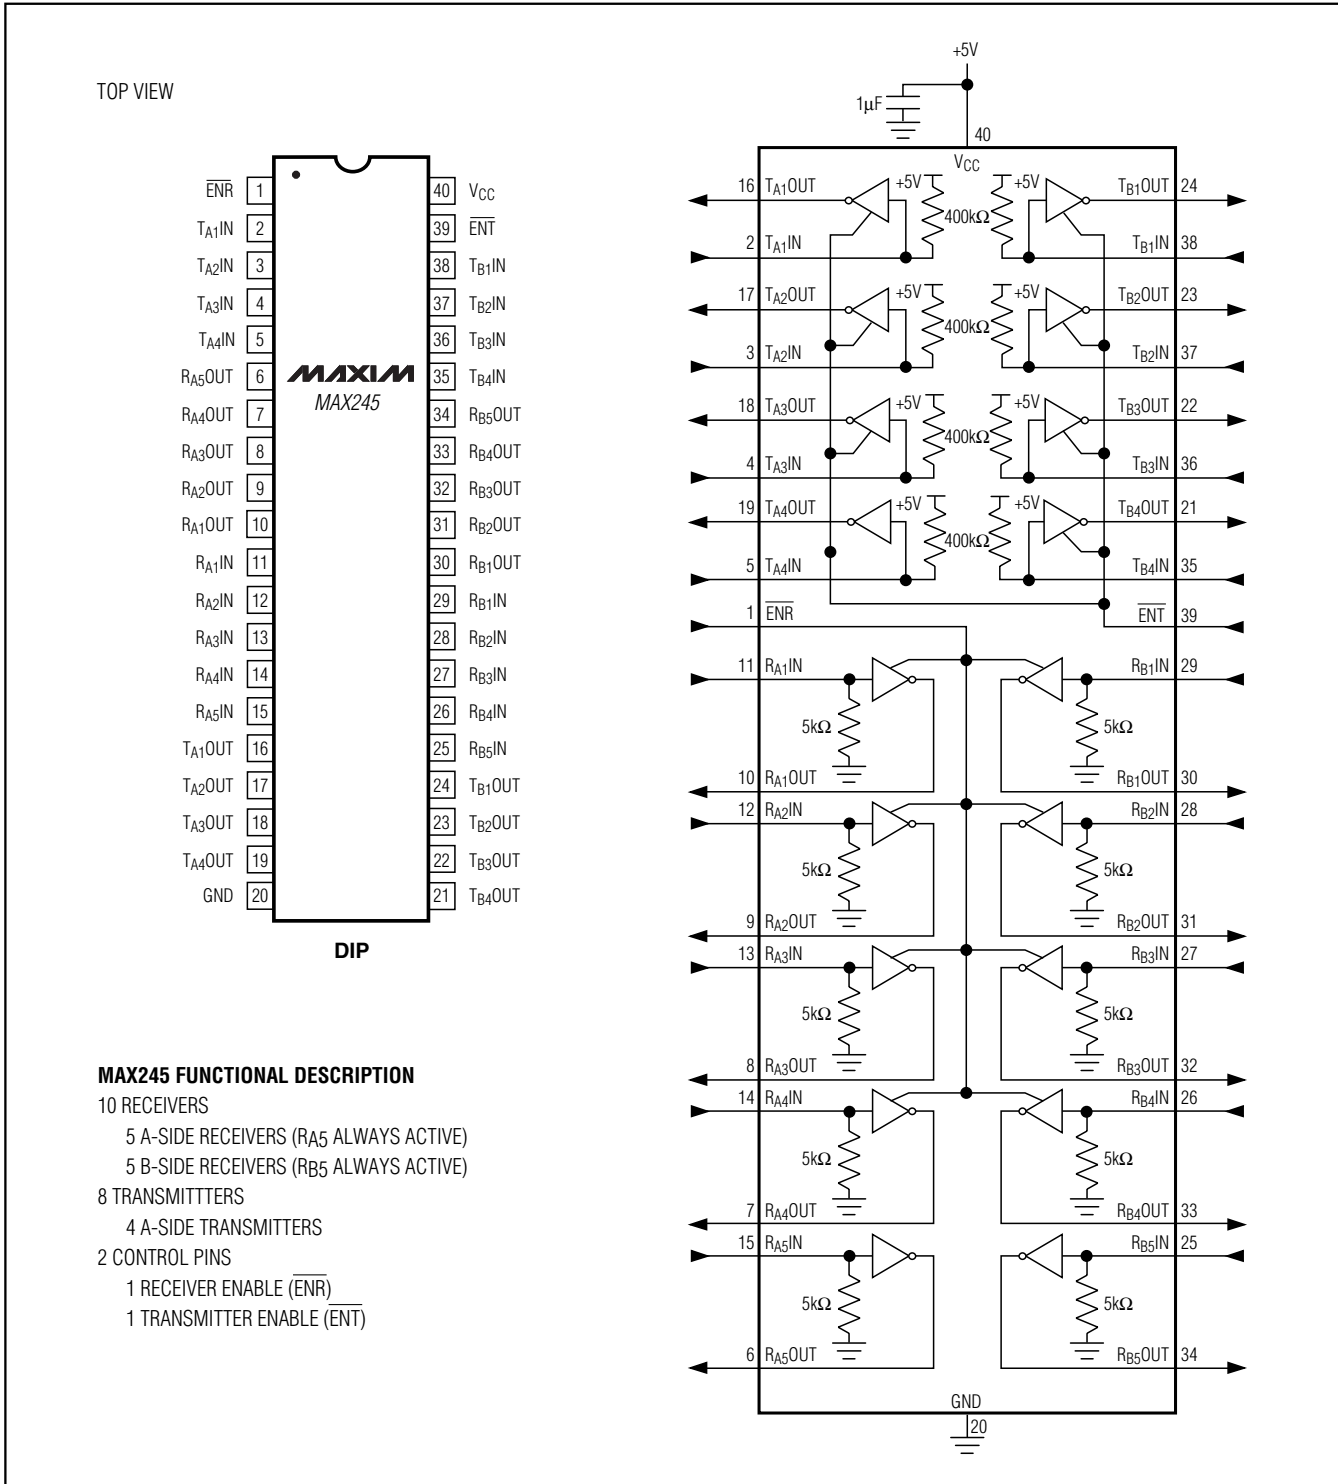 TOP VIEW
ENR 1
TA1IN 2
TA2IN 3
TA3IN 4
TA4IN 5
RA5OUT 6
RA4OUT 7
RA3OUT 8
RA2OUT 9
RA1OUT 10
RA1IN 11
RA2IN 12
RA3IN 13
RA4IN 14
RA5IN 15
TA1OUT 16
TA2OUT 17
TA3OUT 18
TA4OUT 19
GND 20
MAXIM
MAX245
40 VCC
39 ENT
38 TB1IN
37 TB2IN
36 TB3IN
35 TB4IN
34 RB5OUT
33 RB4OUT
32 RB3OUT
31 RB2OUT
30 RB1OUT
29 RB1IN
28 RB2IN
27 RB3IN
26 RB4IN
25 RB5IN
24 TB1OUT
23 TB2OUT
22 TB3OUT
21 TB4OUT
DIP
MAX245 FUNCTIONAL DESCRIPTION
10 RECEIVERS
5 A-SIDE RECEIVERS (RA5 ALWAYS ACTIVE)
5 B-SIDE RECEIVERS (RB5 ALWAYS ACTIVE)
8 TRANSMITTTERS
4 A-SIDE TRANSMITTERS
2 CONTROL PINS
1 RECEIVER ENABLE (ENR)
1 TRANSMITTER ENABLE (ENT)
+5V
1µF
40
VCC
16 TA1OUT +5V +5V TB1OUT 24
400kΩ
2 TA1IN TB1IN 38
17 TA2OUT +5V +5V TB2OUT 23
400kΩ
3 TA2IN TB2IN 37
18 TA3OUT +5V +5V TB3OUT 22
400kΩ
4 TA3IN TB3IN 36
19 TA4OUT +5V +5V TB4OUT 21
400kΩ
5 TA4IN TB4IN 35
1 ENR ENT 39
11 RA1IN RB1IN 29
5kΩ 5kΩ
10 RA1OUT RB1OUT 30
12 RA2IN RB2IN 28
5kΩ 5kΩ
9 RA2OUT RB2OUT 31
13 RA3IN RB3IN 27
5kΩ 5kΩ
8 RA3OUT RB3OUT 32
14 RA4IN RB4IN 26
5kΩ 5kΩ
7 RA4OUT RB4OUT 33
15 RA5IN RB5IN 25
5kΩ 5kΩ
6 RA5OUT RB5OUT 34
GND
20